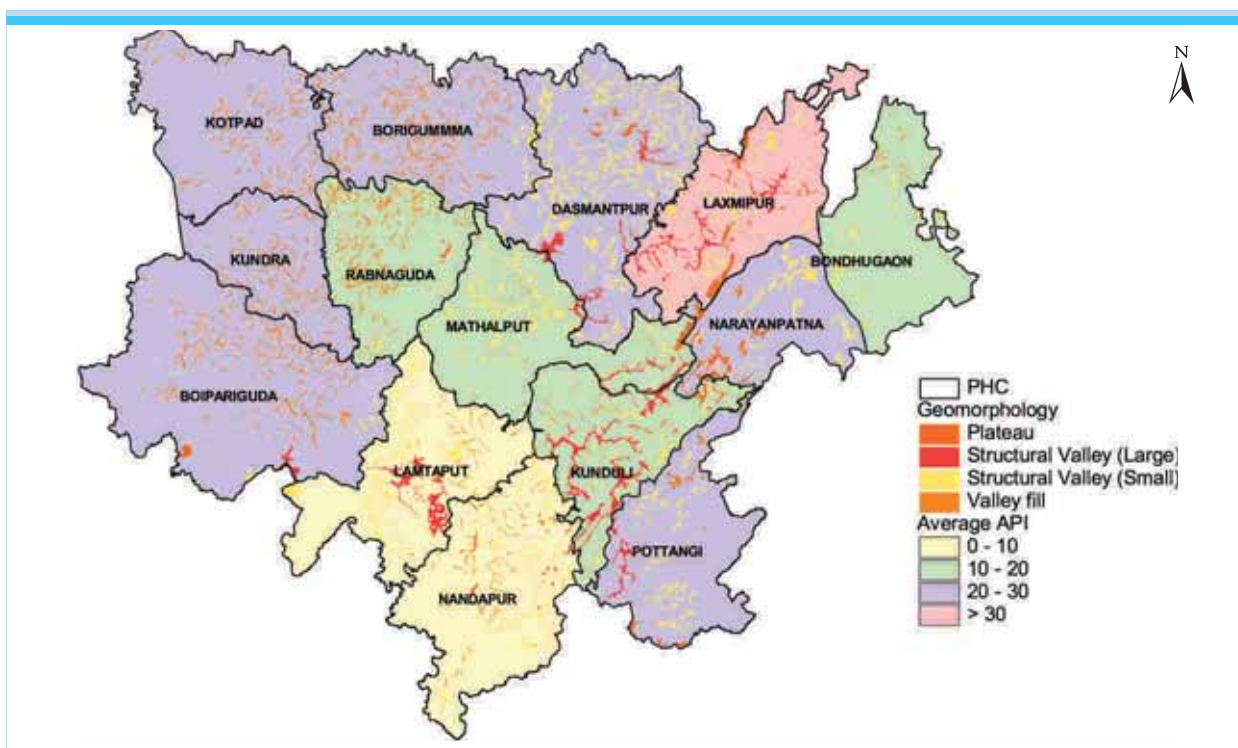 N
KOTPAD
BORIGUMMMA
DASMANTPUR
LAXMIPUR
KUNDRA
RABNAGUDA
BONDHUGAON
MATHALPUT
NARAYANPATNA
BOIPARIGUDA
LAMTAPUT
KUNDULI
POTTANGI
NANDAPUR
PHC
Geomorphology
Plateau
Structural Valley (Large)
Structural Valley (Small)
Valley fill
Average API
0 - 10
10 - 20
20 - 30
> 30